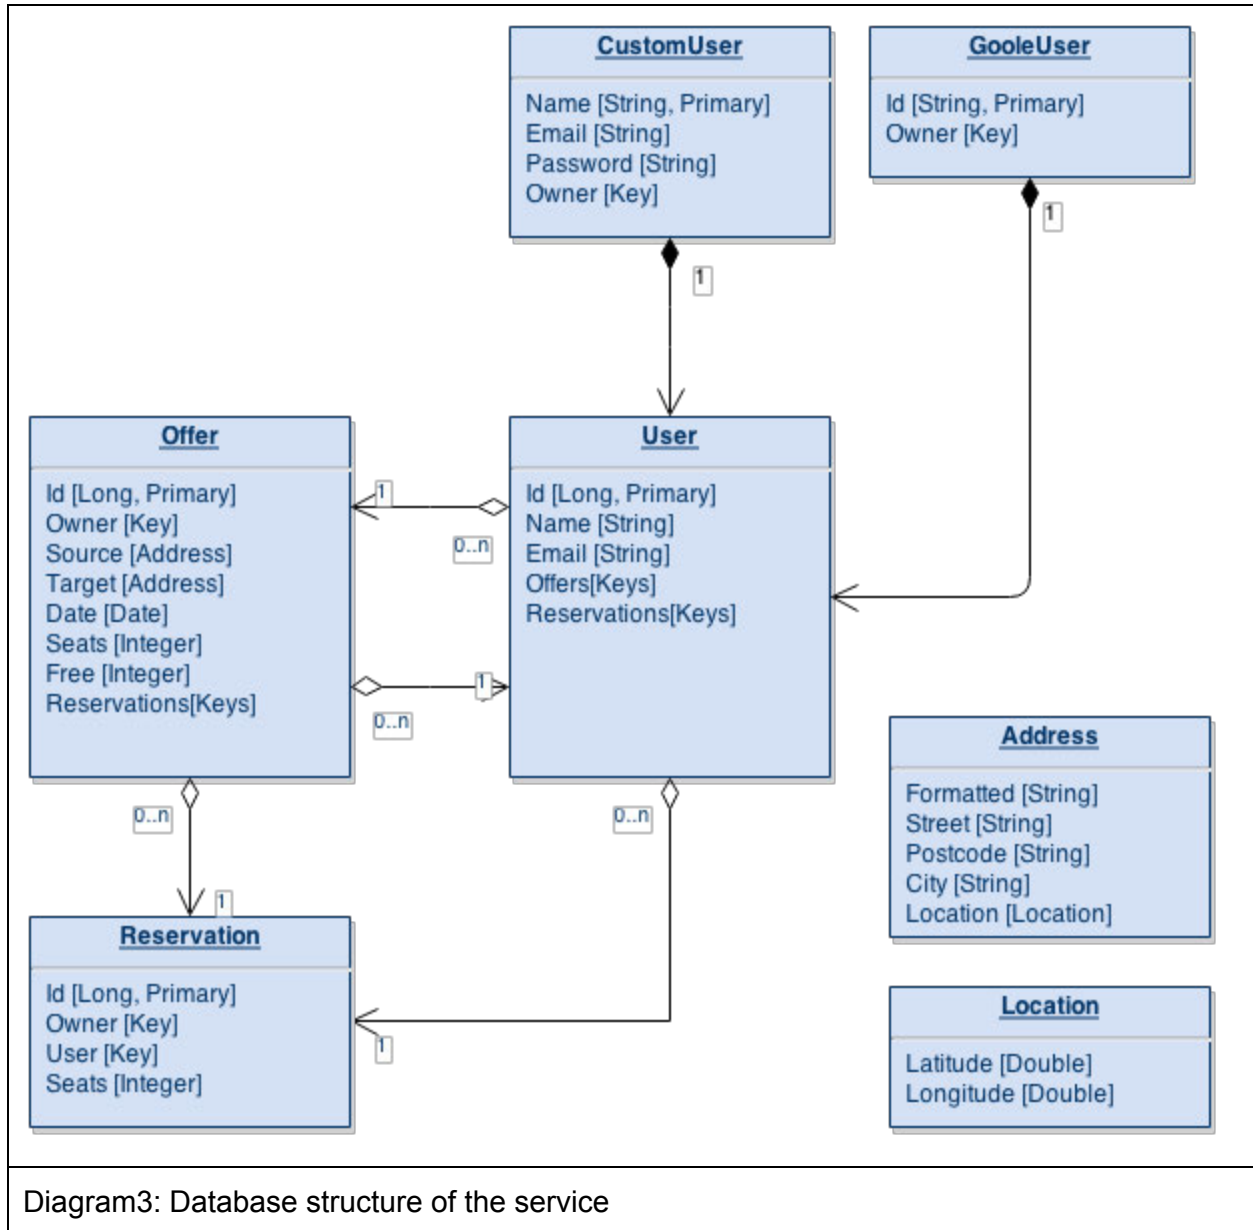 CustomUser
Name [String, Primary]
Email [String]
Password [String]
Owner [Key]
1
GooleUser
Id [String, Primary]
Owner [Key]
1
Offer
Id [Long, Primary]
Owner [Key]
Source [Address]
Target [Address]
Date [Date]
Seats [Integer]
Free [Integer]
Reservations[Keys]
1
0..n
0..n
1
User
Id [Long, Primary]
Name [String]
Email [String]
Offers[Keys]
Reservations[Keys]
0..n
1
0..n
1
Reservation
Id [Long, Primary]
Owner [Key]
User [Key]
Seats [Integer]
Address
Formatted [String]
Street [String]
Postcode [String]
City [String]
Location [Location]
Location
Latitude [Double]
Longitude [Double]
Diagram3: Database structure of the service